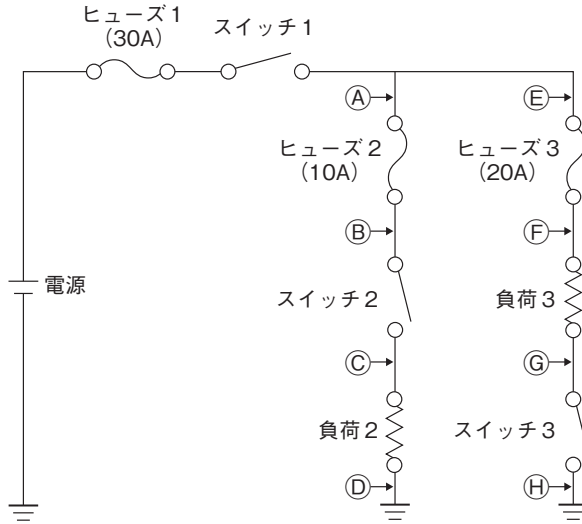 ヒューズ1
(30A)
スイッチ1
Ⓐ
Ⓔ
ヒューズ2
(10A)
ヒューズ3
(20A)
Ⓑ
Ⓕ
電源
スイッチ2
負荷3
Ⓒ
Ⓖ
負荷2
スイッチ3
Ⓓ
Ⓗ